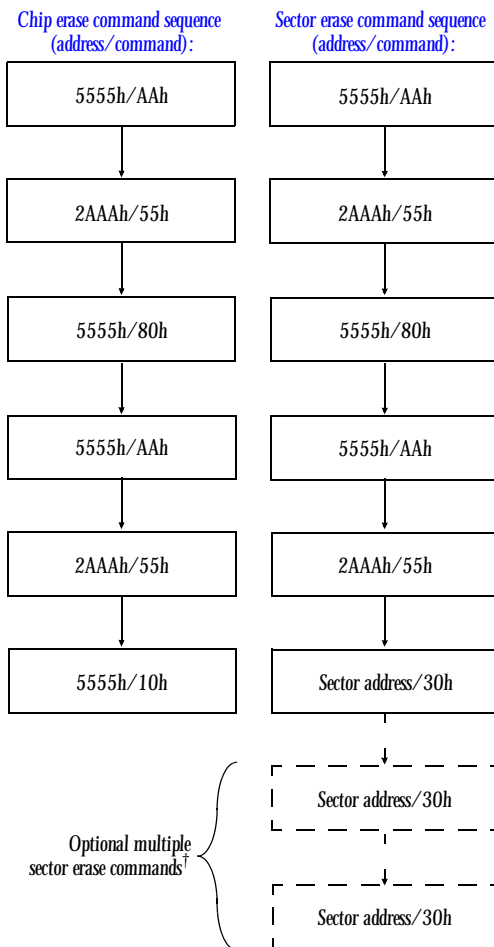 Chip erase command sequence
(address/command):
5555h/AAh
2AAAh/55h
5555h/80h
5555h/AAh
2AAAh/55h
5555h/10h
Sector erase command sequence
(address/command):
5555h/AAh
2AAAh/55h
5555h/80h
5555h/AAh
2AAAh/55h
Sector address/30h
Sector address/30h
Optional multiple
sector erase commands†
Sector address/30h